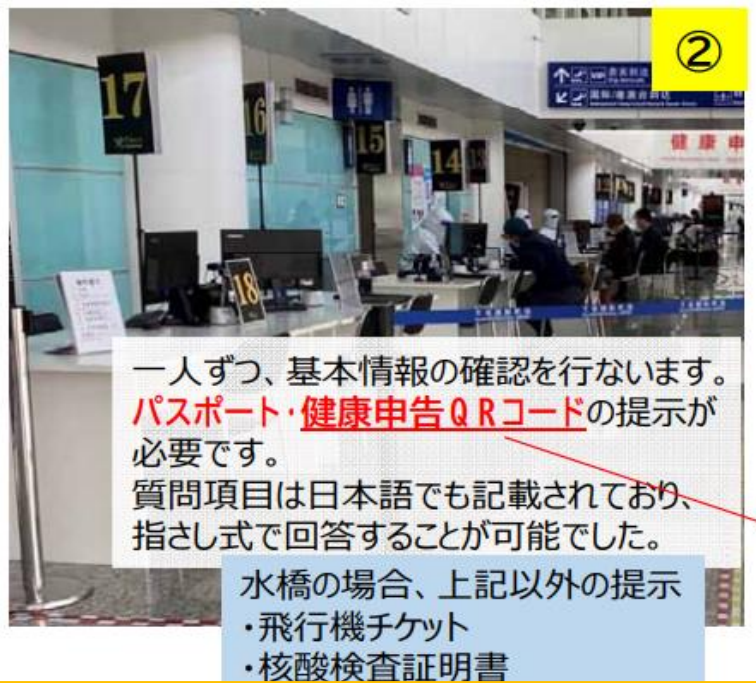 ②
17
16
15
14
13
18
VIP
健康申
一人ずつ、基本情報の確認を行ないます。
パスポート・健康申告QRコードの提示が
必要です。
質問項目は日本語でも記載されており、
指さし式で回答することが可能でした。
水橋の場合、上記以外の提示
・飛行機チケット
・核酸検査証明書